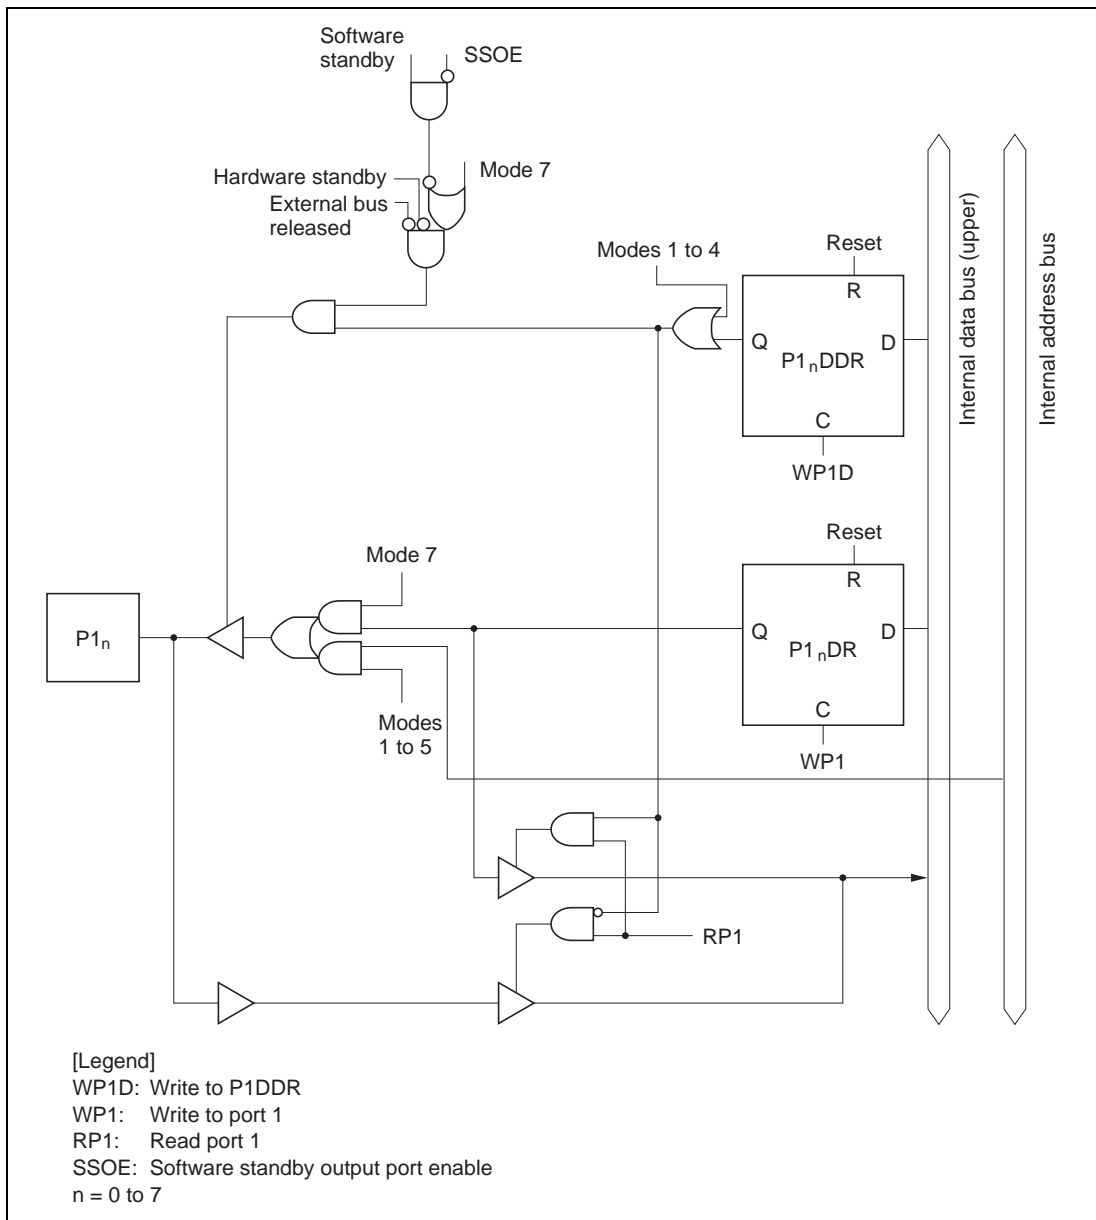 Software
standby
SSOE
Mode 7
Hardware standby
External bus
released
Modes 1 to 4
Reset
R
Q
D
P1nDDR
C
WP1D
Internal data bus (upper)
Internal address bus
Mode 7
Reset
R
P1n
Q
D
P1nDR
C
WP1
Modes
1 to 5
RP1
[Legend]
WP1D: Write to P1DDR
WP1: Write to port 1
RP1: Read port 1
SSOE: Software standby output port enable
n = 0 to 7